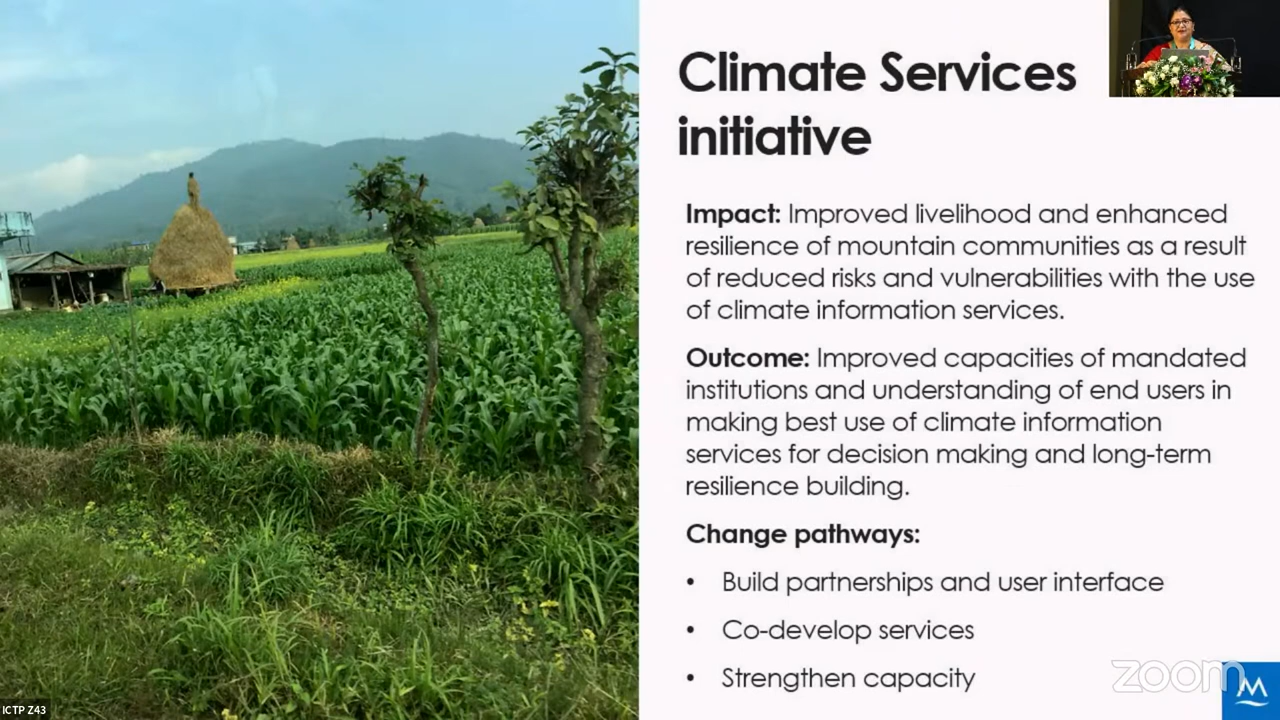 Climate Services
initiative
Impact: Improved livelihood and enhanced
resilience of mountain communities as a result
of reduced risks and vulnerabilities with the use
of climate information services.
Outcome: Improved capacities of mandated
institutions and understanding of end users in
making best use of climate information
services for decision making and long-term
resilience building.
Change pathways:
• Build partnerships and user interface
• Co-develop services
• Strengthen capacity
zoom
ICTP Z43